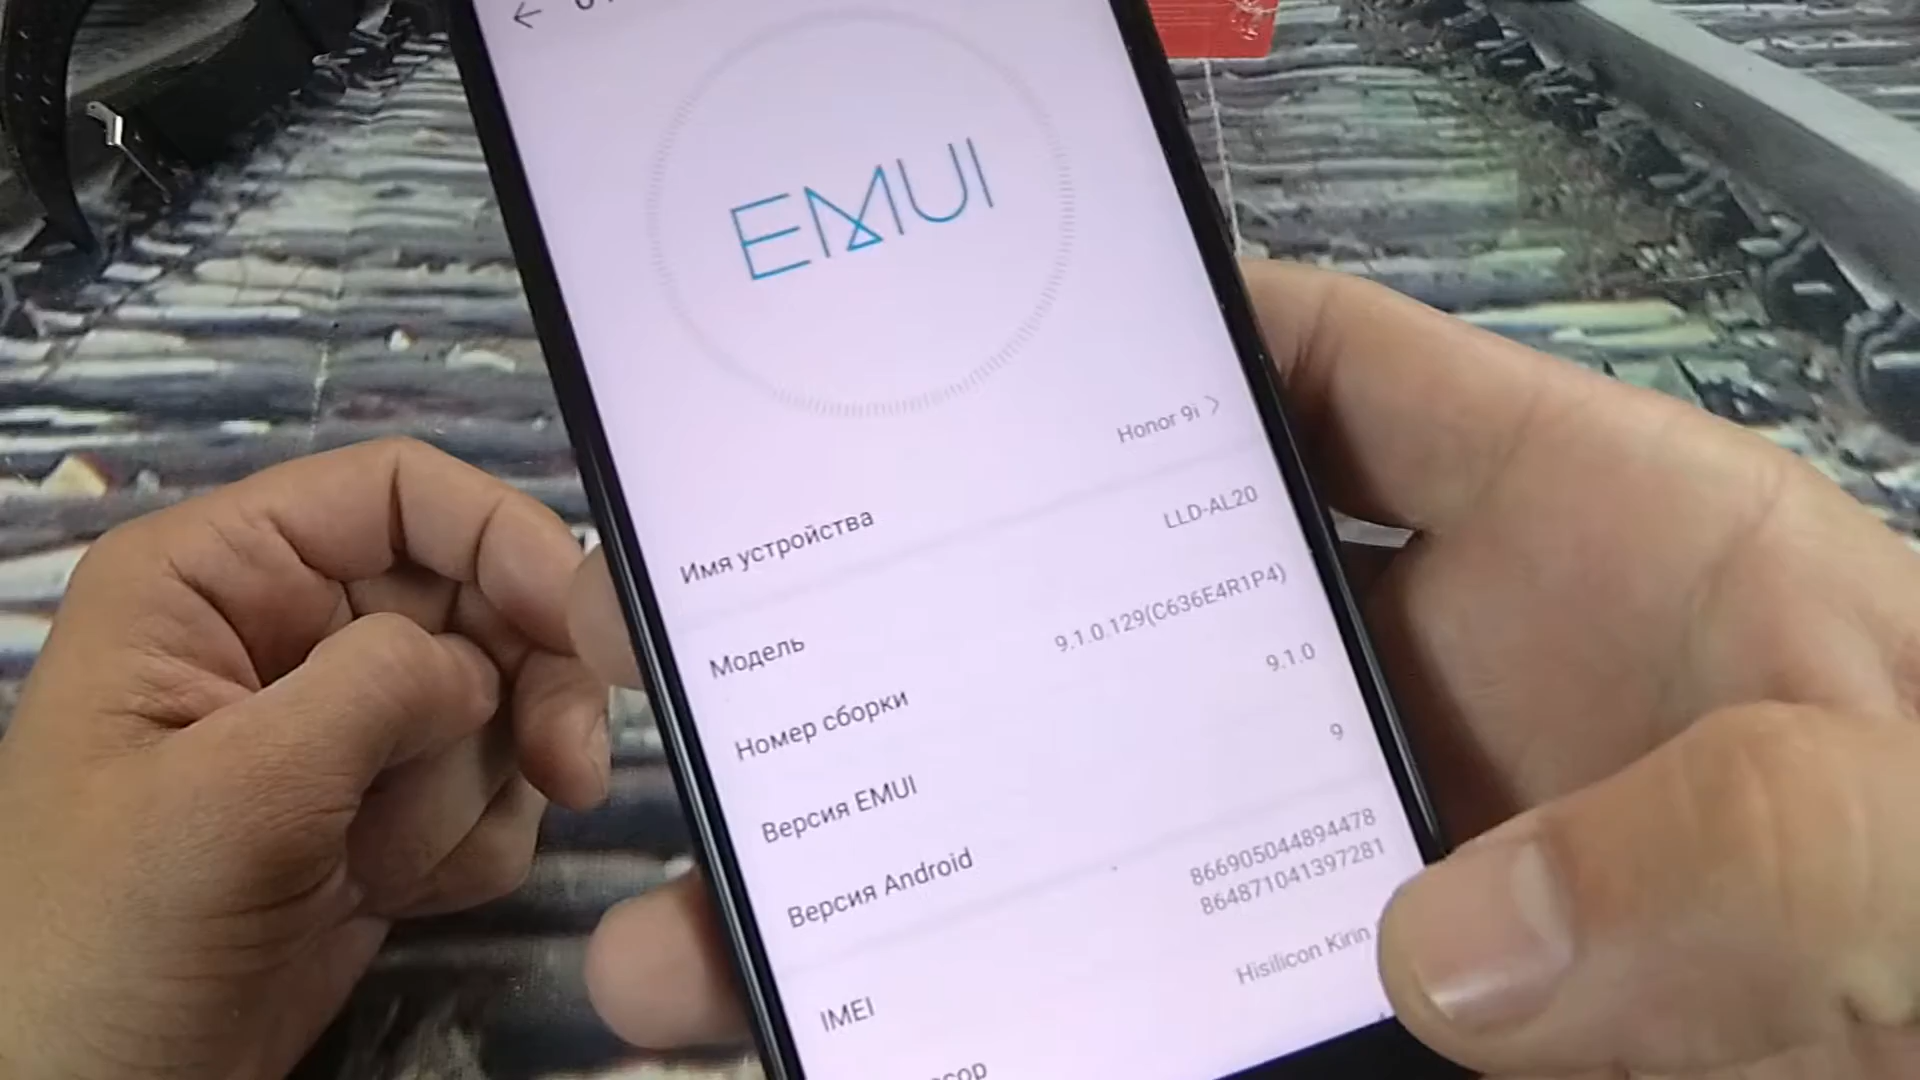 EMUI
Имя устройства Honor 9i
Модель LLD-AL20
Номер сборки 9.1.0.129(C636E4R1P4)
Версия EMUI 9.1.0
Версия Android 9
IMEI 866905044894478
864871041397281
Hisilicon Kirin